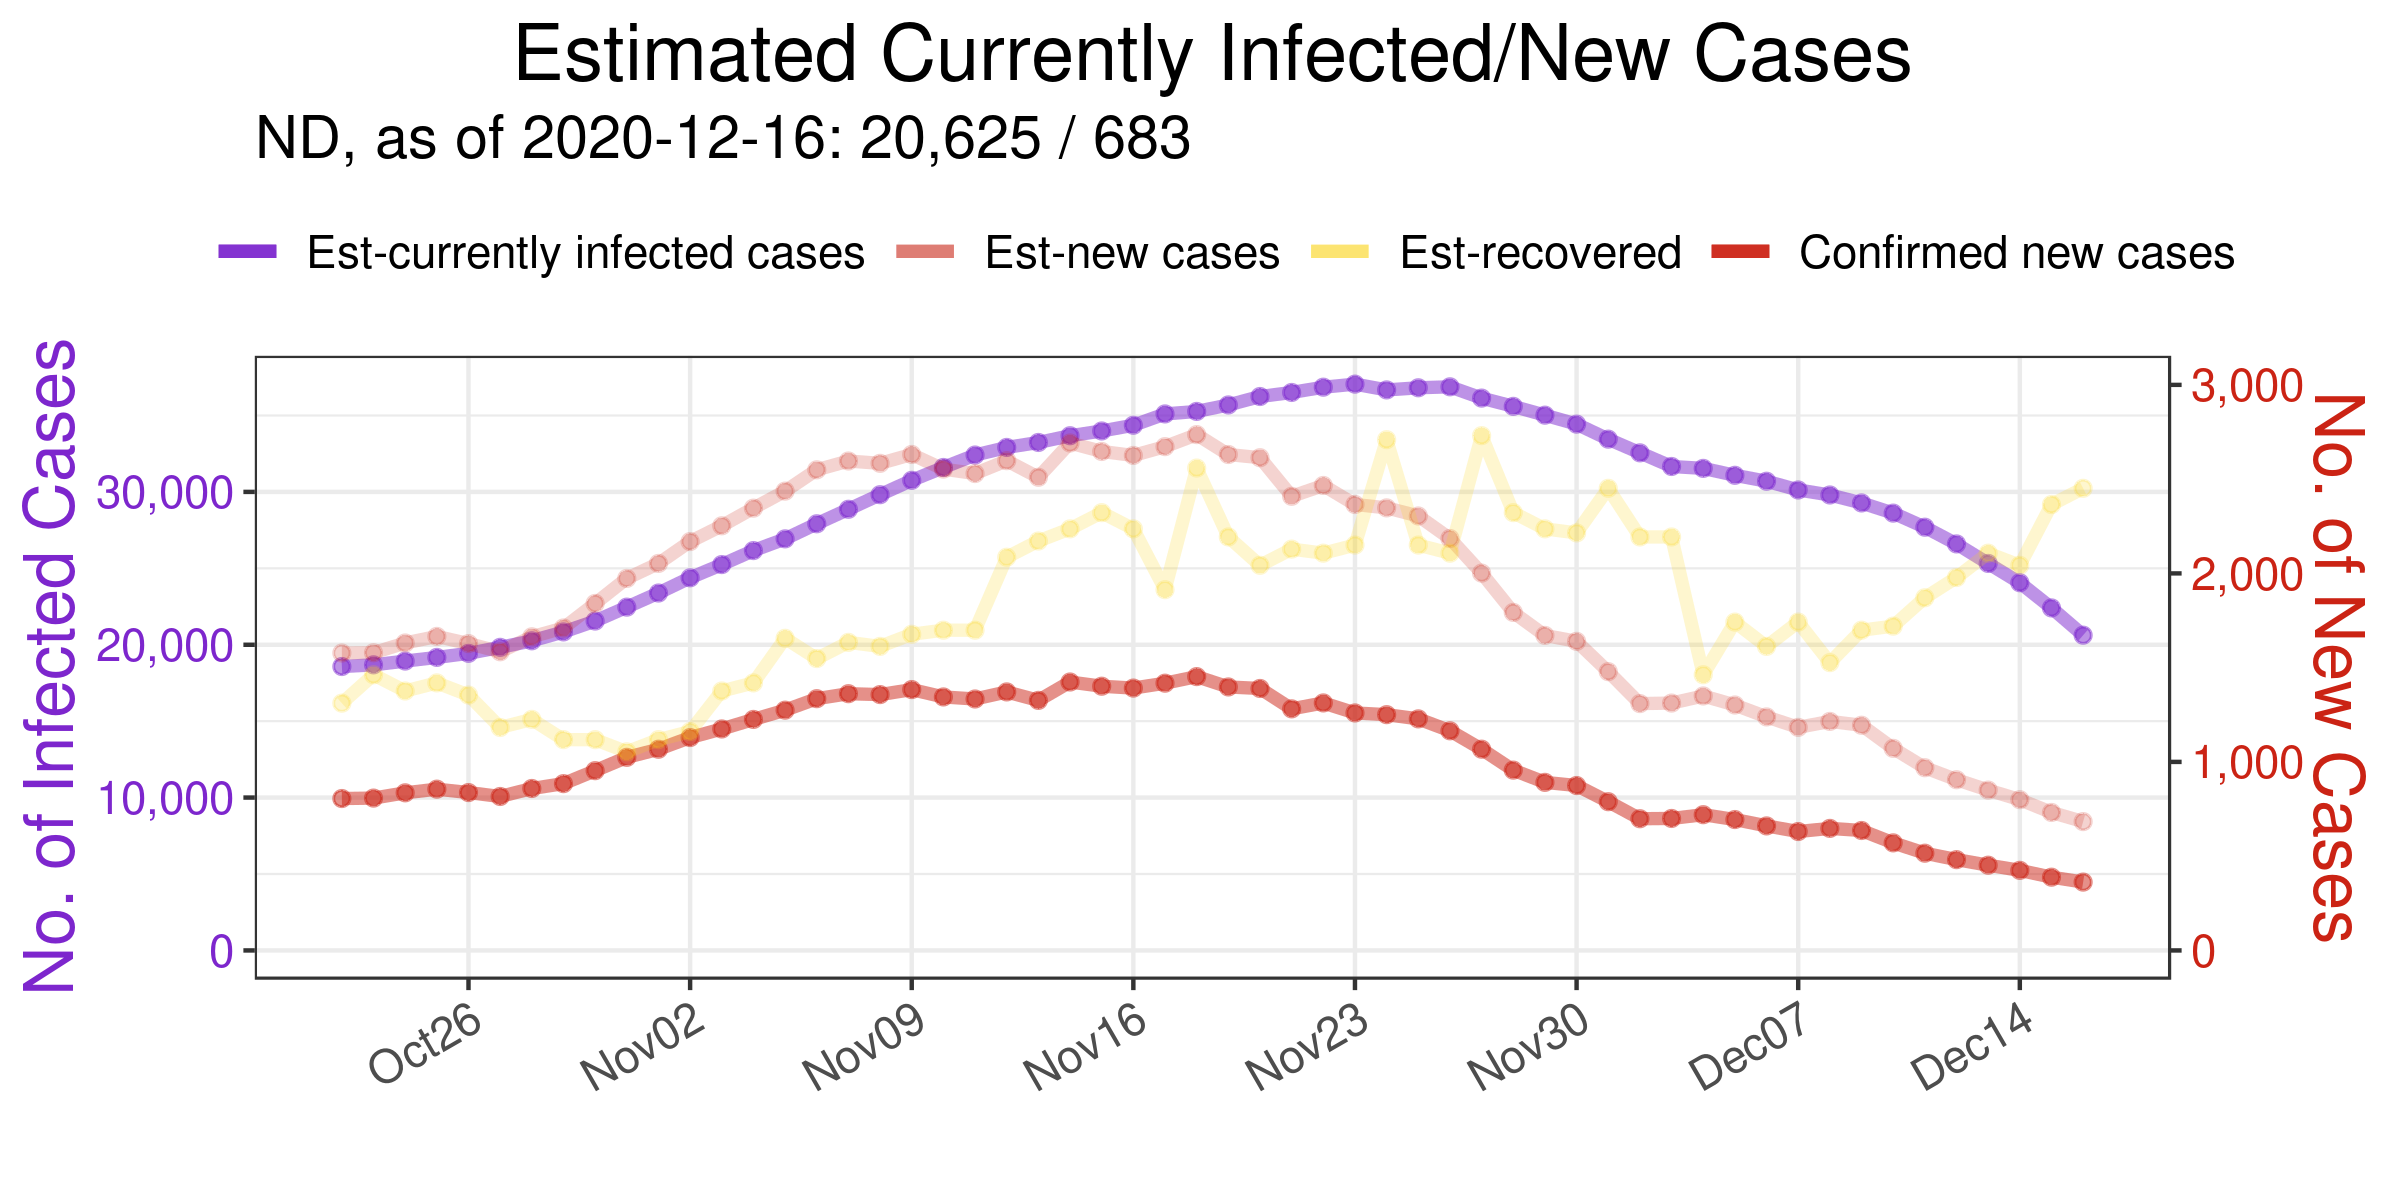 Estimated Currently Infected/New Cases
ND, as of 2020-12-16: 20,625 / 683
Est-currently infected cases Est-new cases Est-recovered Confirmed new cases
No. of Infected Cases
30,000
20,000
10,000
0
3,000
2,000
1,000
0
No. of New Cases
Oct26 Nov02 Nov09 Nov16 Nov23 Nov30 Dec07 Dec14